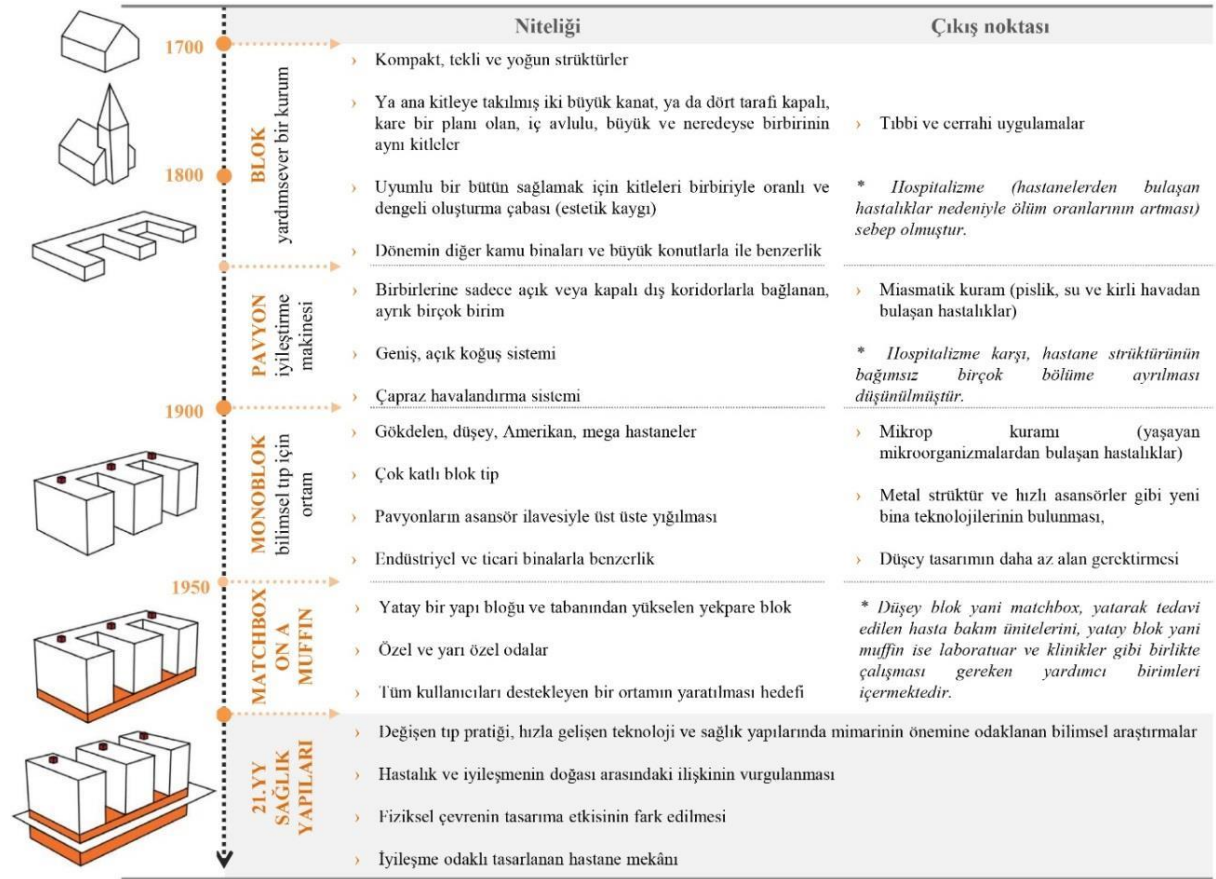 Niteliği
Çıkış noktası
1700
1800
BLOK
yardımsever bir kurum
› Kompakt, tekli ve yoğun strüktürler
› Ya ana kitleye takılmış iki büyük kanat, ya da dört tarafı kapalı,
kare bir planı olan, iç avlulu, büyük ve neredeyse birbirinin
aynı kitleler
› Uyumlu bir bütün sağlamak için kitleleri birbiriyle oranlı ve
dengeli oluşturma çabası (estetik kaygı)
› Dönemin diğer kamu binaları ve büyük konutlarla ile benzerlik
› Tıbbi ve cerrahi uygulamalar
* Hospitalizme (hastanelerden bulaşan
hastalıklar nedeniyle ölüm oranlarının artması)
sebep olmuştur.
PAVYON
iyileştirme
makinesi
› Birbirlerine sadece açık veya kapalı dış koridorlarla bağlanan,
ayrık birçok birim
› Geniş, açık koğuş sistemi
› Çapraz havalandırma sistemi
› Miasmatik kuram (pislik, su ve kirli havadan
bulaşan hastalıklar)
* Hospitalizme karşı, hastane strüktürünün
bağımsız birçok bölüme ayrılması
düşünülmüştür.
1900
MONOBLOK
bilimsel tıp için
ortam
› Gökdelen, düşey, Amerikan, mega hastaneler
› Çok katlı blok tip
› Pavyonların asansör ilavesiyle üst üste yığılması
› Endüstriyel ve ticari binalarla benzerlik
› Mikrop kuramı (yaşayan
mikroorganizmalardan bulaşan hastalıklar)
› Metal strüktür ve hızlı asansörler gibi yeni
bina teknolojilerinin bulunması,
› Düşey tasarımın daha az alan gerektirmesi
1950
MATCHBOX
ON A
MUFFIN
› Yatay bir yapı bloğu ve tabanından yükselen yekpare blok
› Özel ve yarı özel odalar
› Tüm kullanıcıları destekleyen bir ortamın yaratılması hedefi
* Düşey blok yani matchbox, yatarak tedavi
edilen hasta bakım ünitelerini, yatay blok yani
muffin ise laboratuar ve klinikler gibi birlikte
çalışması gereken yardımcı birimleri
içermektedir.
21.YY
SAĞLIK
YAPILARI
› Değişen tıp pratiği, hızla gelişen teknoloji ve sağlık yapılarında mimarinin önemine odaklanan bilimsel araştırmalar
› Hastalık ve iyileşmenin doğası arasındaki ilişkinin vurgulanması
› Fiziksel çevrenin tasarıma etkisinin fark edilmesi
› İyileşme odaklı tasarlanan hastane mekânı